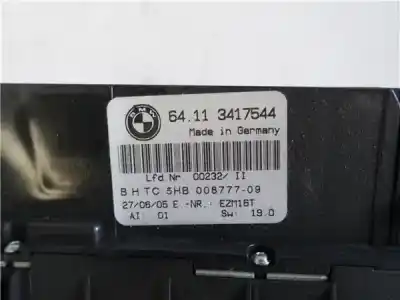 BMW
64.11 3417544
Made in Germany
Lfd Nr 00232/ II
BHTC 5HB 008777-09
27/06/05 E -NR.: EZM16T
AI: 01 Sw: 19.0